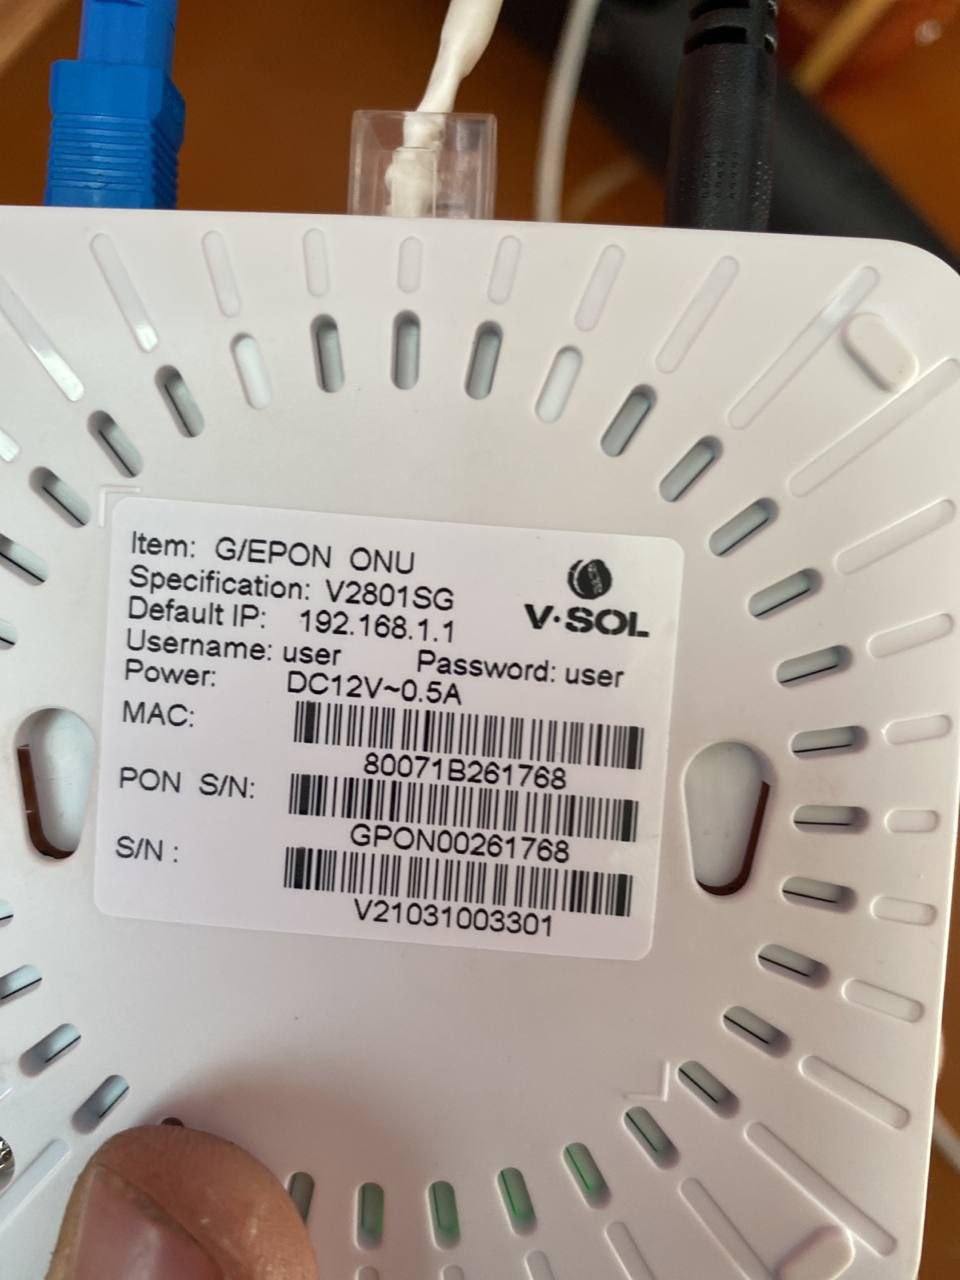 Item: G/EPON ONU
Specification: V2801SG
Default IP: 192.168.1.1
Username: user Password: user
Power: DC12V~0.5A
MAC:
80071B261768
PON S/N:
GPON00261768
S/N :
V21031003301
V·SOL